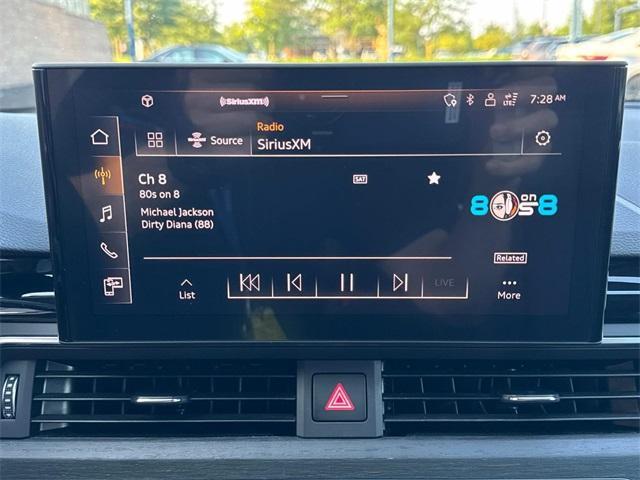 ((SiriusXM))
LTE
7:28 AM
Source
Radio
SiriusXM
Ch 8
SAT
80s on 8
Michael Jackson
Dirty Diana (88)
80s on 8
Related
List
LIVE
More